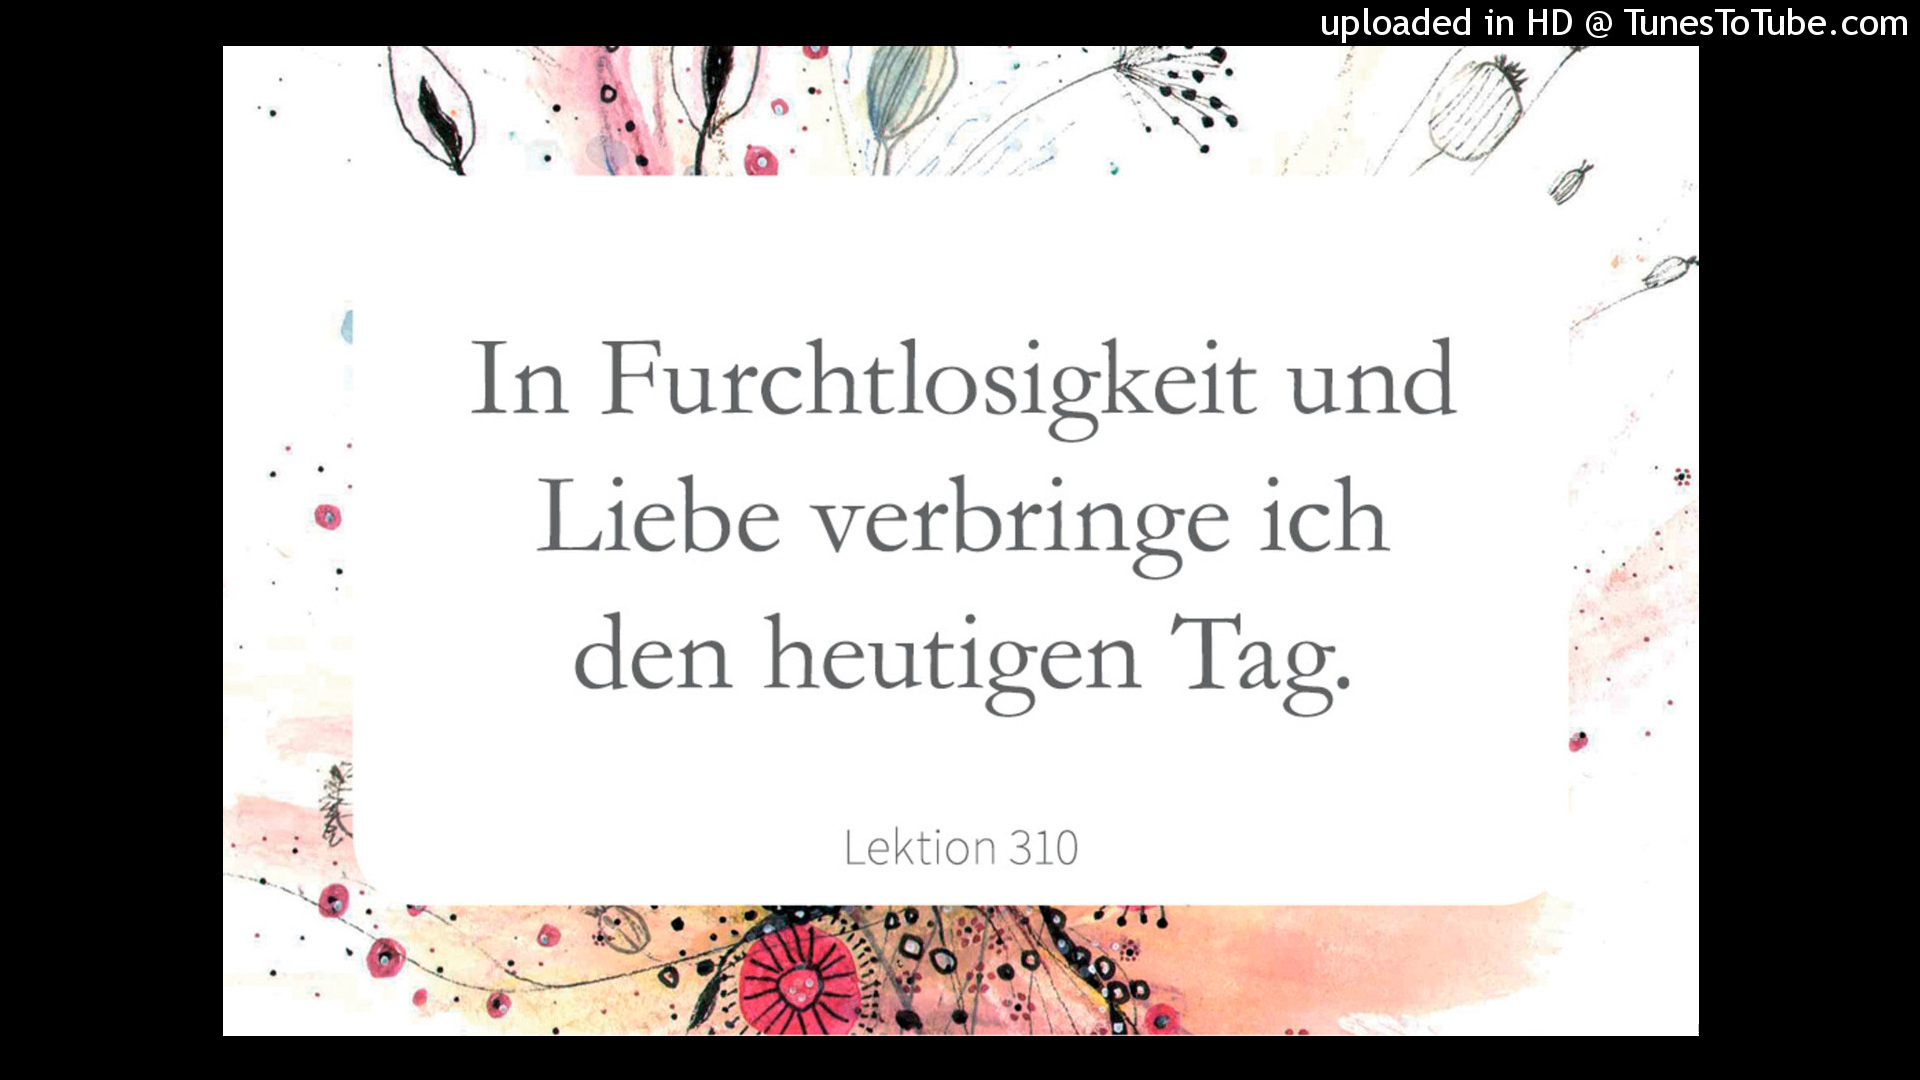 uploaded in HD @ TunesToTube.com
In Furchtlosigkeit und
Liebe verbringe ich
den heutigen Tag.
Lektion 310